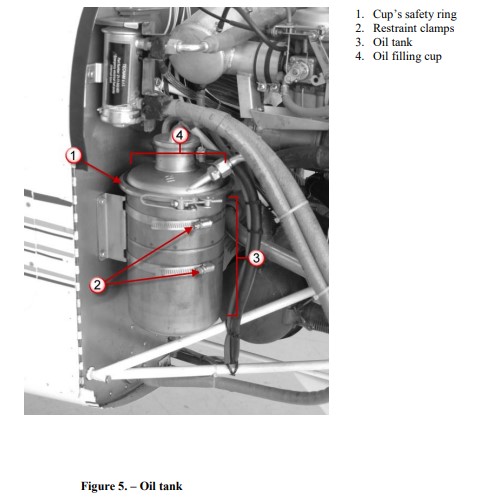 1. Cup's safety ring
2. Restraint clamps
3. Oil tank
4. Oil filling cup
4
1
3
2
Figure 5. – Oil tank